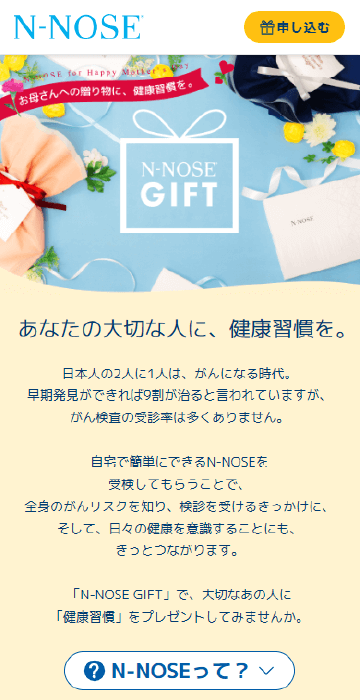 N-NOSE
申し込む
N-NOSE for Happy Mother's Day
お母さんへの贈り物に、健康習慣を。
N-NOSE
GIFT
N-NOSE
あなたの大切な人に、健康習慣を。
日本人の2人に1人は、がんになる時代。
早期発見ができれば9割が治ると言われていますが、
がん検査の受診率は多くありません。
自宅で簡単にできるN-NOSEを
受検してもらうことで、
全身のがんリスクを知り、検診を受けるきっかけに、
そして、日々の健康を意識することにも、
きっとつながります。
「N-NOSE GIFT」で、大切なあの人に
「健康習慣」をプレゼントしてみませんか。
? N-NOSEって？